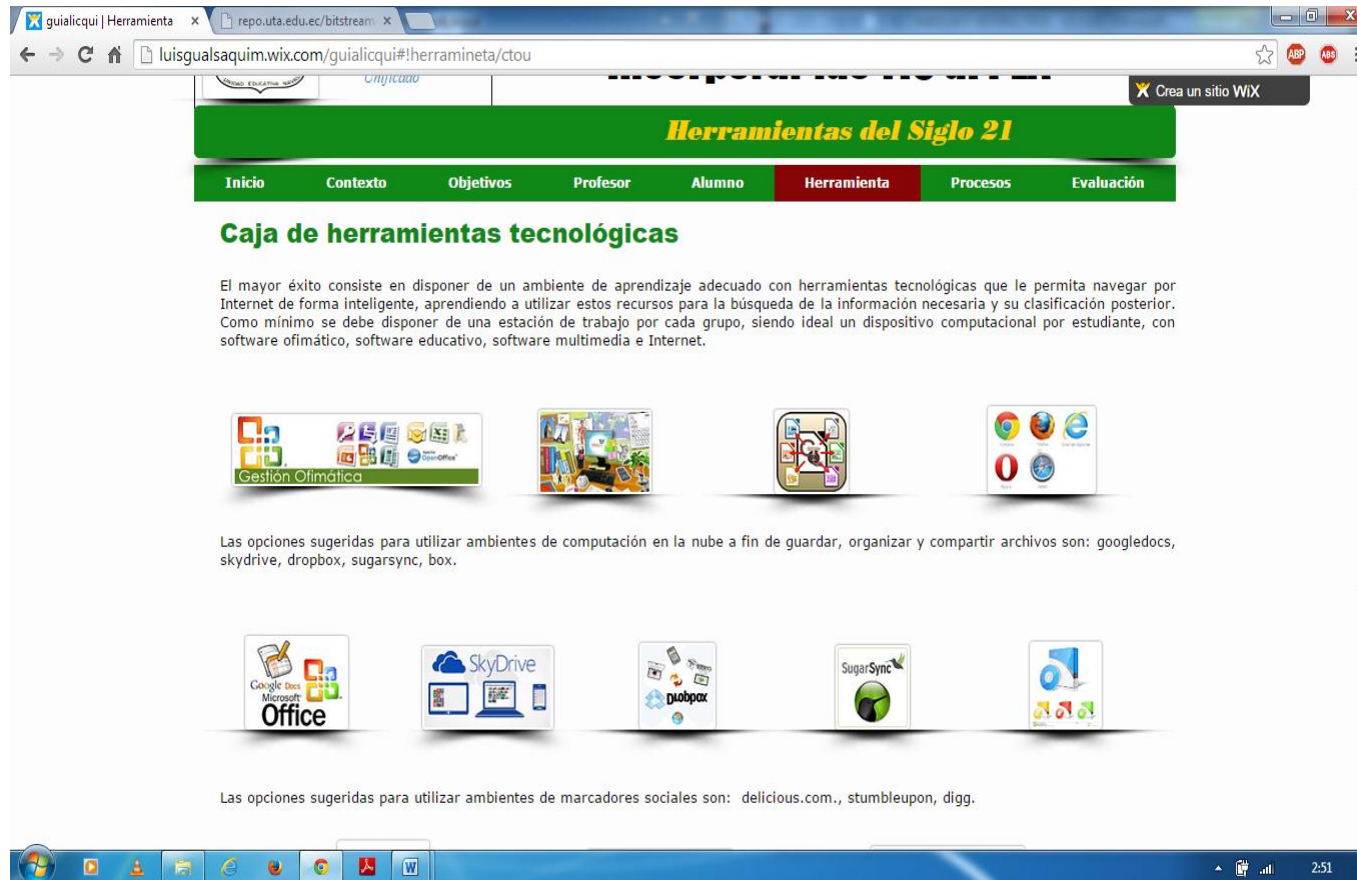 guialicqui | Herramienta
repo.uta.edu.ec/bitstream
luisgualsaquim.wix.com/guialicqui#!herramineta/ctou
ABP
ABS
Unificado
Crea un sitio WiX
Herramientas del Siglo 21
Inicio Contexto Objetivos Profesor Alumno Herramienta Procesos Evaluación
Caja de herramientas tecnológicas
El mayor éxito consiste en disponer de un ambiente de aprendizaje adecuado con herramientas tecnológicas que le permita navegar por
Internet de forma inteligente, aprendiendo a utilizar estos recursos para la búsqueda de la información necesaria y su clasificación posterior.
Como mínimo se debe disponer de una estación de trabajo por cada grupo, siendo ideal un dispositivo computacional por estudiante, con
software ofimático, software educativo, software multimedia e Internet.
OpenOffice
Gestión Ofimática
Las opciones sugeridas para utilizar ambientes de computación en la nube a fin de guardar, organizar y compartir archivos son: googledocs,
skydrive, dropbox, sugarsync, box.
Google Docs
Microsoft
Office
SkyDrive
SugarSync
Las opciones sugeridas para utilizar ambientes de marcadores sociales son: delicious.com., stumbleupon, digg.
2:51